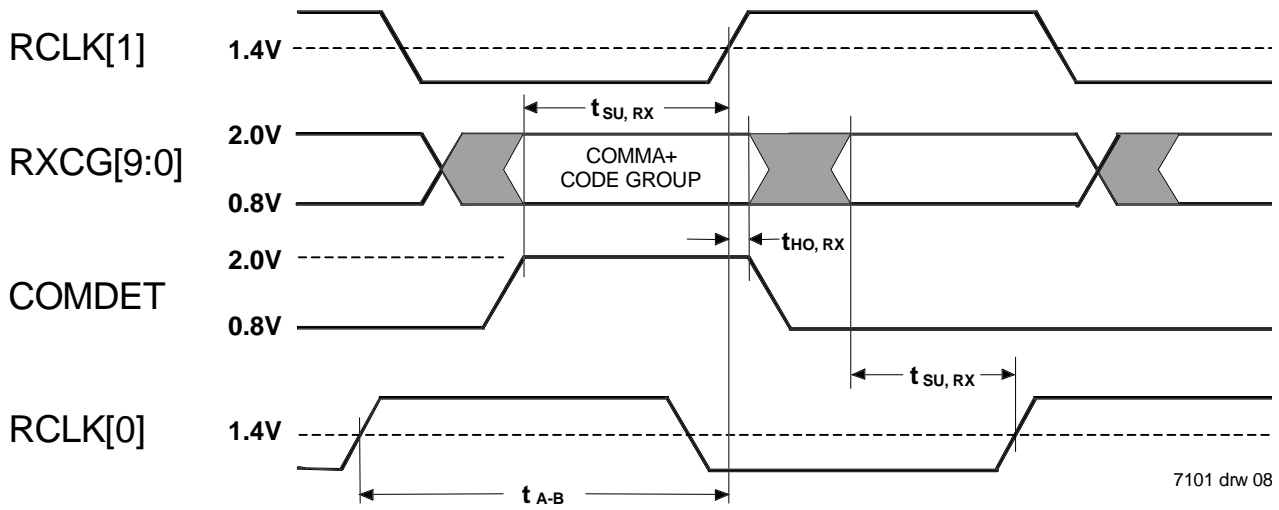 RCLK[1]
1.4V
t SU, RX
RXCG[9:0]
2.0V
COMMA+
CODE GROUP
0.8V
t HO, RX
COMDET
2.0V
0.8V
t SU, RX
RCLK[0]
1.4V
t A-B
7101 drw 08